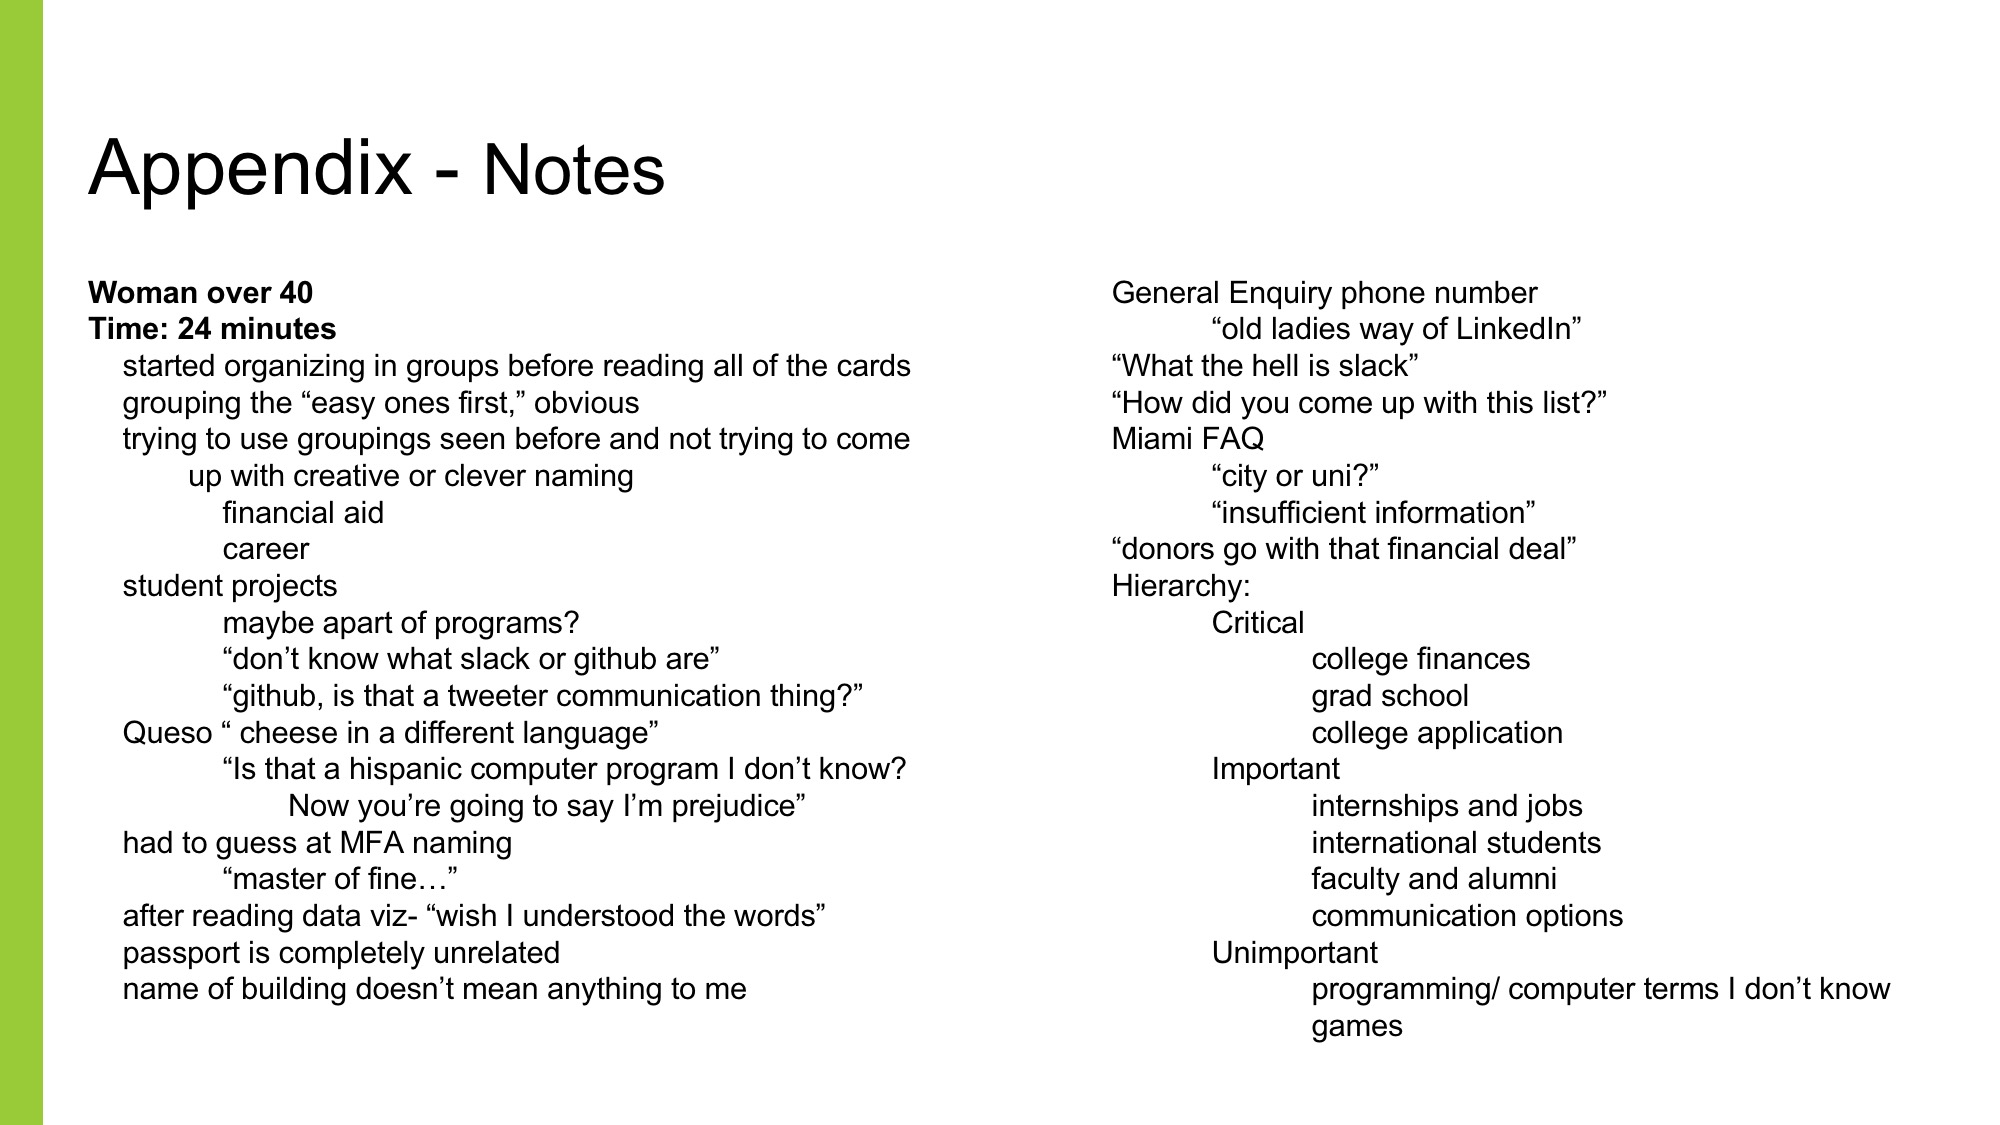 Appendix - Notes
Woman over 40
Time: 24 minutes
started organizing in groups before reading all of the cards
grouping the “easy ones first,” obvious
trying to use groupings seen before and not trying to come
up with creative or clever naming
financial aid
career
student projects
maybe apart of programs?
“don’t know what slack or github are”
“github, is that a tweeter communication thing?”
Queso “ cheese in a different language”
“Is that a hispanic computer program I don’t know?
Now you’re going to say I’m prejudice”
had to guess at MFA naming
“master of fine…”
after reading data viz- “wish I understood the words”
passport is completely unrelated
name of building doesn’t mean anything to me
General Enquiry phone number
“old ladies way of LinkedIn”
“What the hell is slack”
“How did you come up with this list?”
Miami FAQ
“city or uni?”
“insufficient information”
“donors go with that financial deal”
Hierarchy:
Critical
college finances
grad school
college application
Important
internships and jobs
international students
faculty and alumni
communication options
Unimportant
programming/ computer terms I don’t know
games